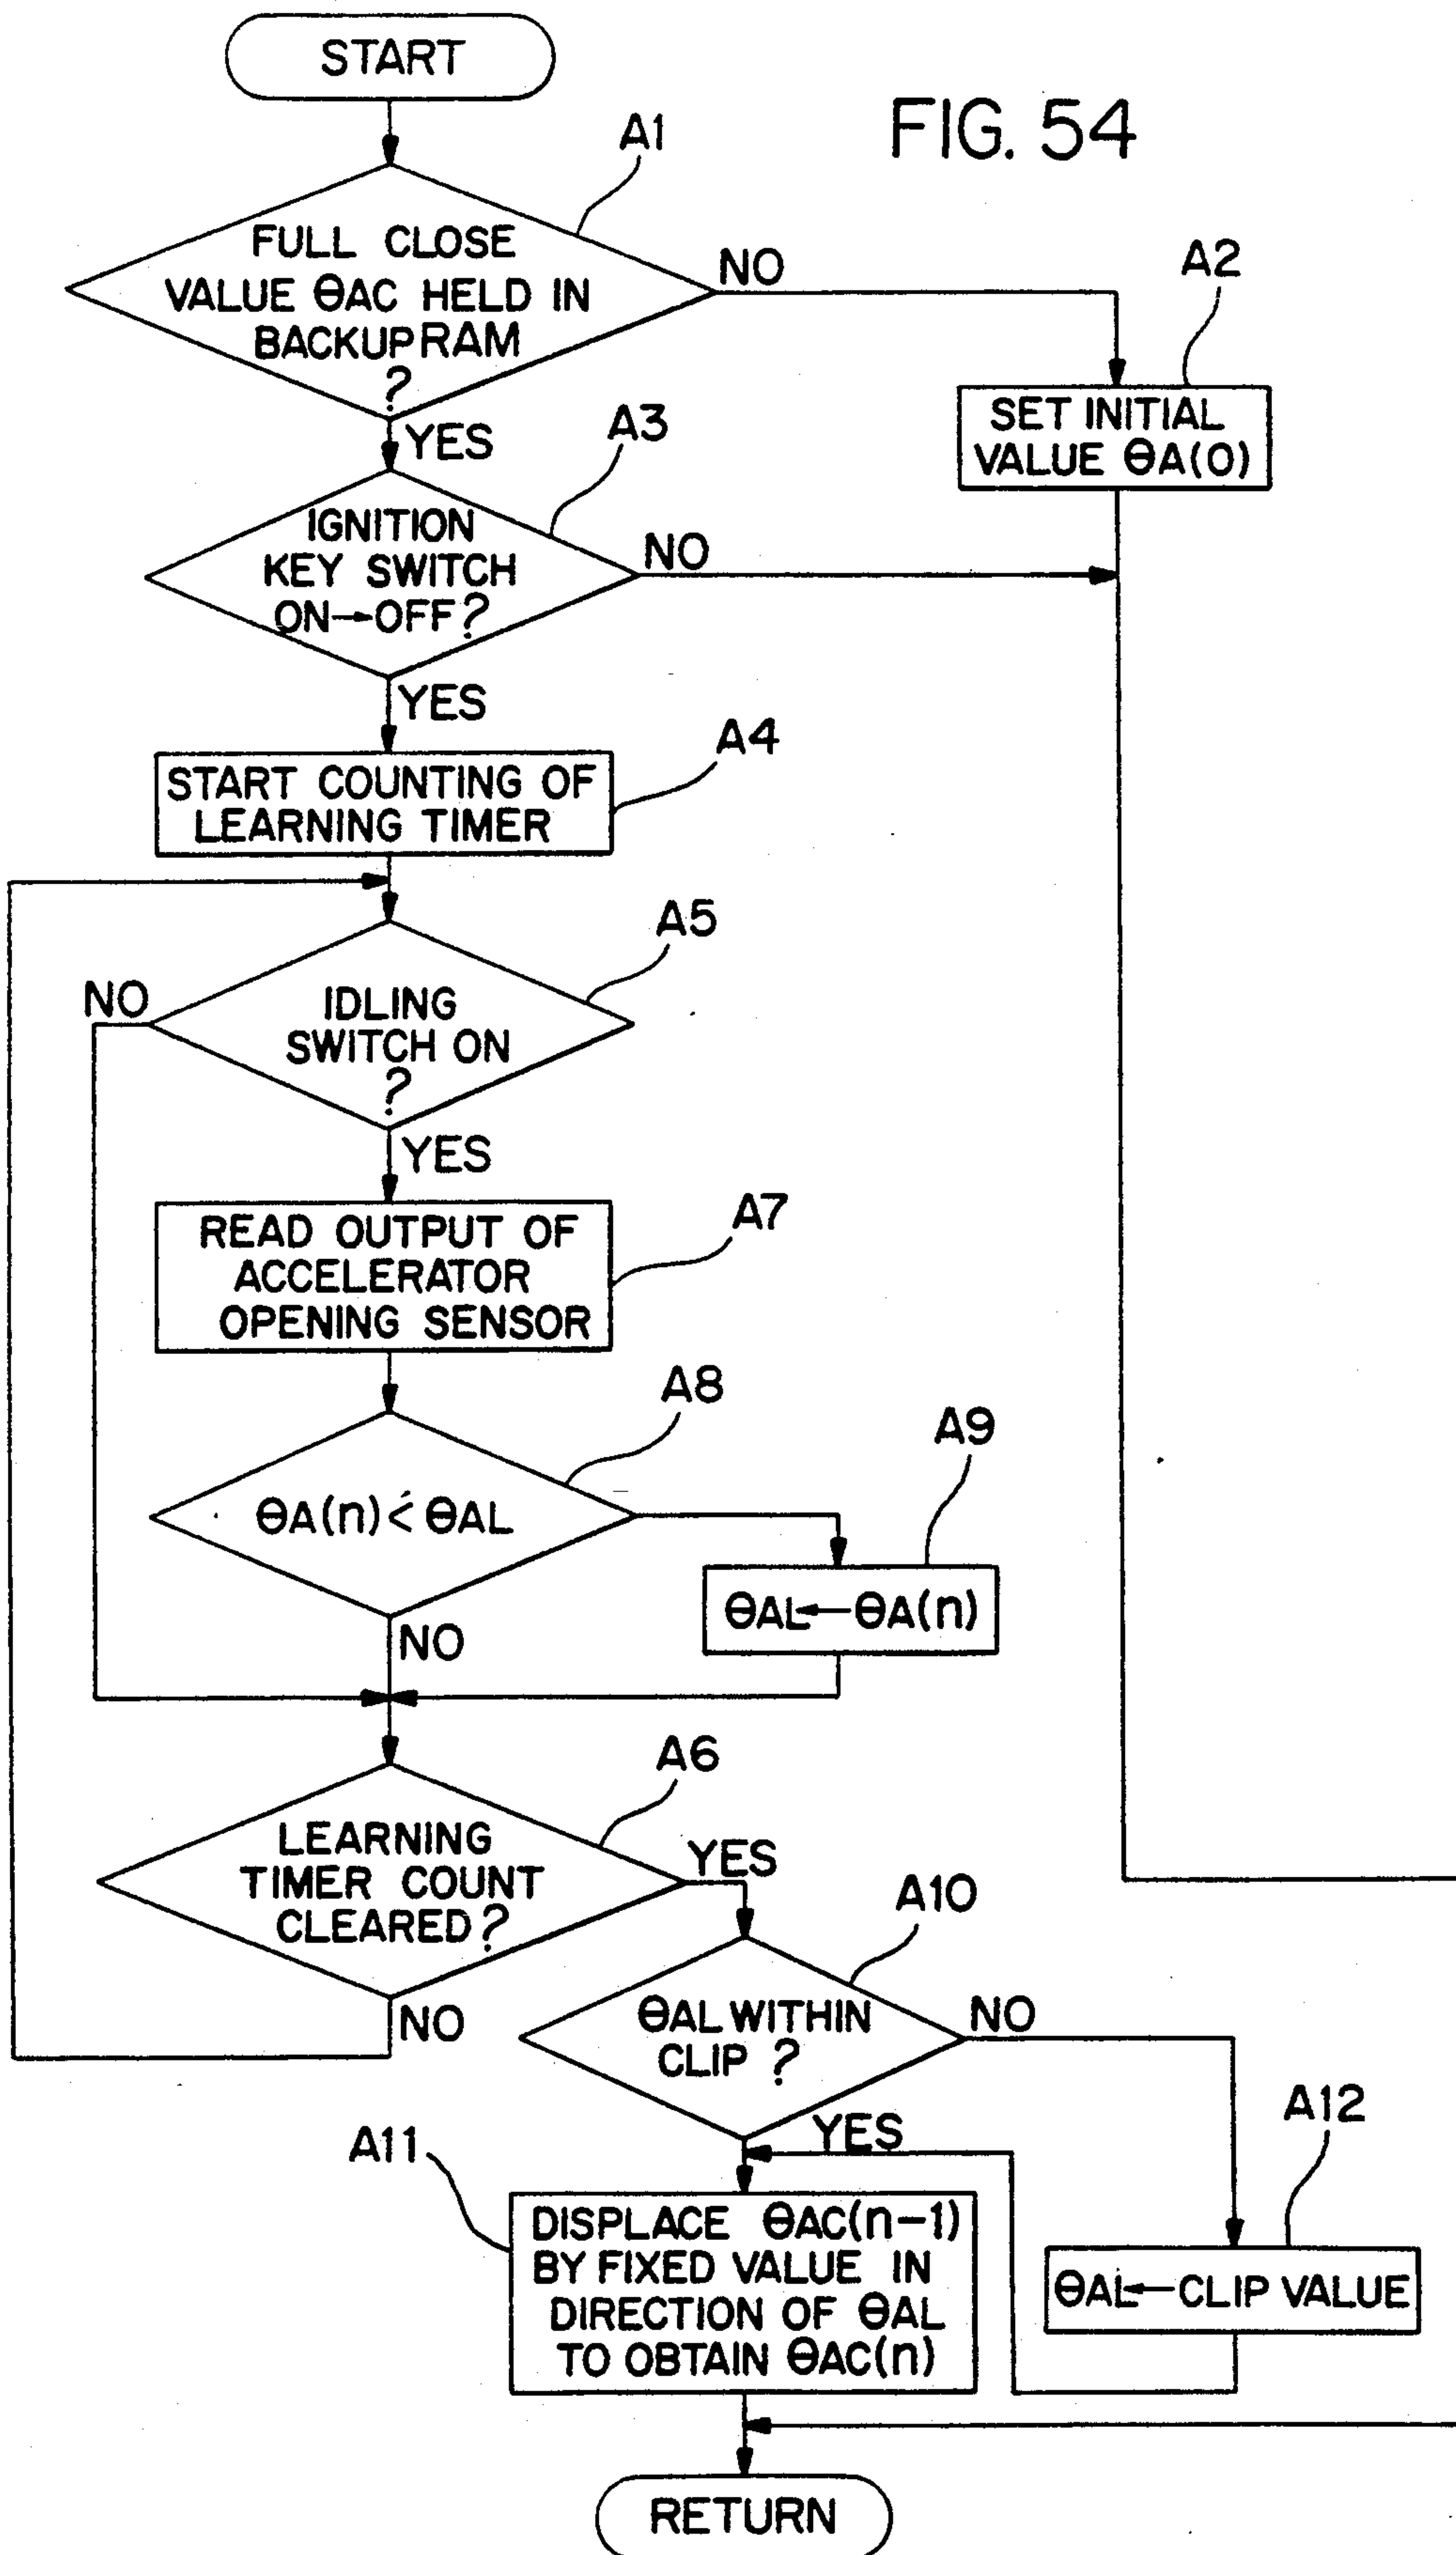 START
FIG. 54
A1
FULL CLOSE
VALUE θAC HELD IN
BACKUP RAM
?
NO
A2
SET INITIAL
VALUE θA(0)
YES
A3
IGNITION
KEY SWITCH
ON→OFF?
NO
YES
A4
START COUNTING OF
LEARNING TIMER
A5
NO
IDLING
SWITCH ON
?
YES
A7
READ OUTPUT OF
ACCELERATOR
OPENING SENSOR
A8
θA(n) < θAL
A9
θAL←θA(n)
NO
A6
LEARNING
TIMER COUNT
CLEARED?
YES
NO
A10
θAL WITHIN
CLIP ?
NO
YES
A12
θAL←CLIP VALUE
A11
DISPLACE θAC(n-1)
BY FIXED VALUE IN
DIRECTION OF θAL
TO OBTAIN θAC(n)
RETURN